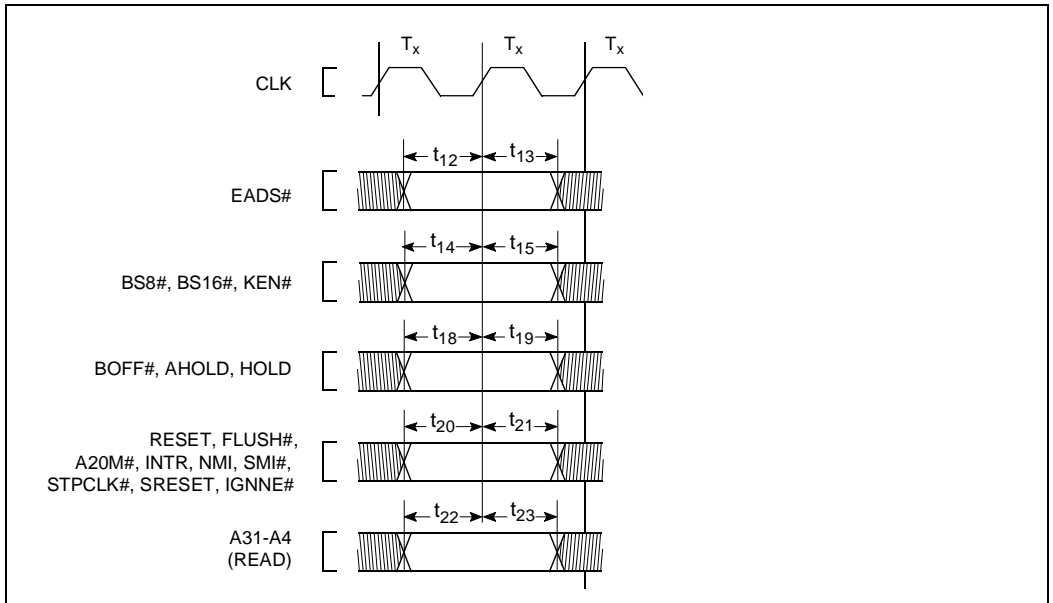 Tx Tx Tx
CLK
t12 t13
EADS#
t14 t15
BS8#, BS16#, KEN#
t18 t19
BOFF#, AHOLD, HOLD
t20 t21
RESET, FLUSH#,
A20M#, INTR, NMI, SMI#,
STPCLK#, SRESET, IGNNE#
t22 t23
A31-A4
(READ)